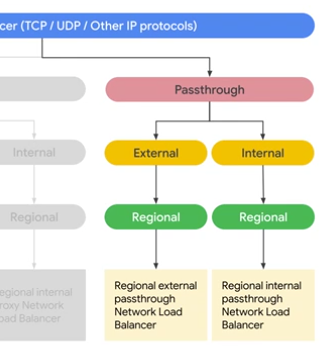 cer (TCP / UDP / Other IP protocols)
Passthrough
Internal
External
Internal
Regional
Regional
Regional
egional internal
roxy Network
oad Balancer
Regional external
passthrough
Network Load
Balancer
Regional internal
passthrough
Network Load
Balancer